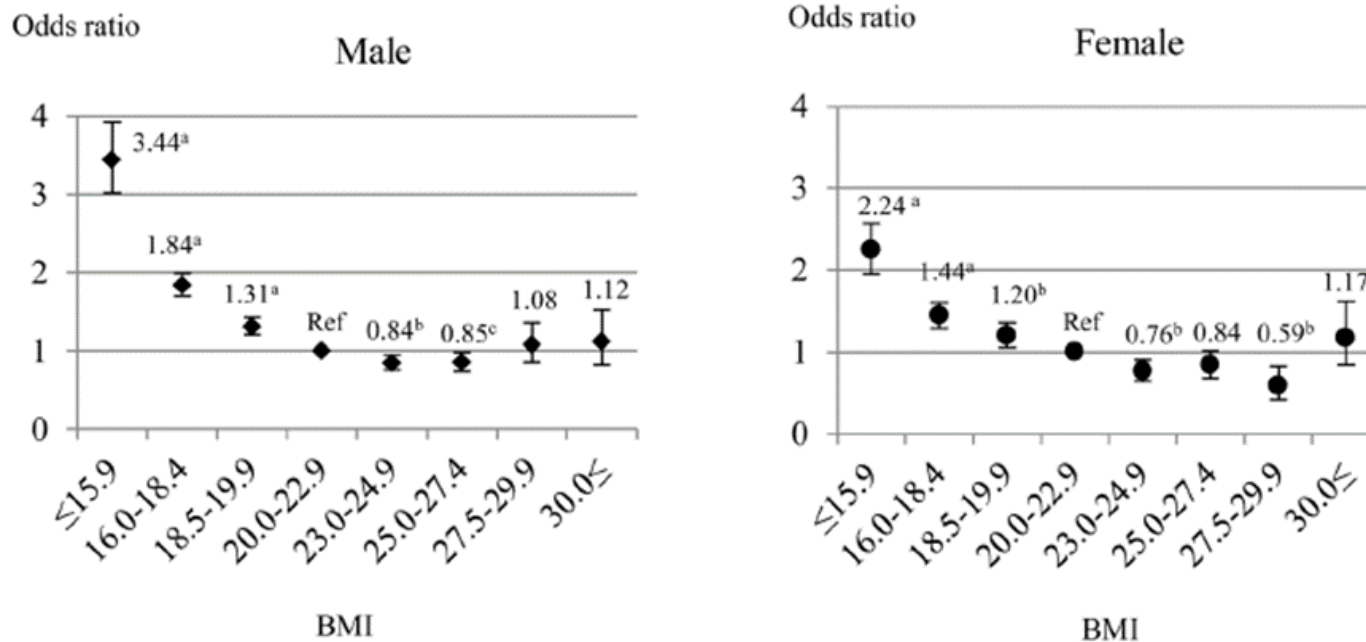 Odds ratio
Male
4
3
2
1
0
3.44ᵃ
1.84ᵃ
1.31ᵃ
Ref
0.84ᵇ
0.85ᶜ
1.08
1.12
≤15.9
16.0-18.4
18.5-19.9
20.0-22.9
23.0-24.9
25.0-27.4
27.5-29.9
30.0≤
BMI
Odds ratio
Female
4
3
2
1
0
2.24 ᵃ
1.44ᵃ
1.20ᵇ
Ref
0.76ᵇ
0.84
0.59ᵇ
1.17
≤15.9
16.0-18.4
18.5-19.9
20.0-22.9
23.0-24.9
25.0-27.4
27.5-29.9
30.0≤
BMI